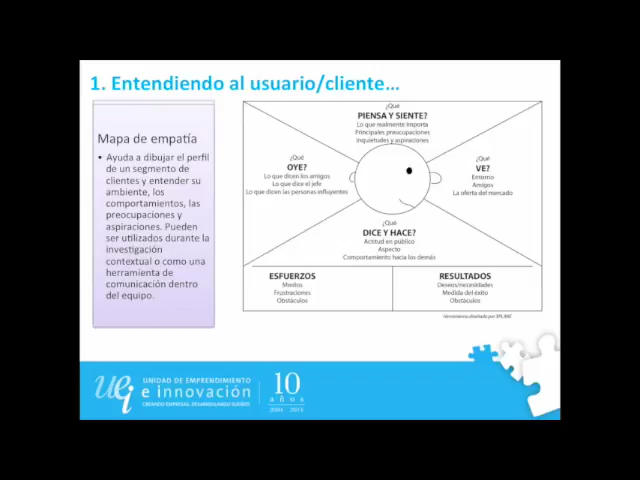 1. Entendiendo al usuario/cliente…
Mapa de empatía
• Ayuda a dibujar el perfil
de un segmento de
clientes y entender su
ambiente, los
comportamientos, las
preocupaciones y
aspiraciones. Pueden
ser utilizados durante la
investigación
contextual o como una
herramienta de
comunicación dentro
del equipo.
¿Qué
PIENSA Y SIENTE?
Lo que realmente importa
Principales preocupaciones
Inquietudes y aspiraciones
¿Qué
OYE?
Lo que dicen los amigos
Lo que dice el jefe
Lo que dicen las personas influyentes
¿Qué
VE?
Entorno
Amigos
La oferta del mercado
¿Qué
DICE Y HACE?
Actitud en público
Aspecto
Comportamiento hacia los demás
ESFUERZOS
Miedos
Frustraciones
Obstáculos
RESULTADOS
Deseos/necesidades
Medida del éxito
Obstáculos
Herramienta diseñada por XPLANE
uei
UNIDAD DE EMPRENDIMIENTO
e innovación
CREANDO EMPRESAS, DESARROLLANDO SUEÑOS
10
años